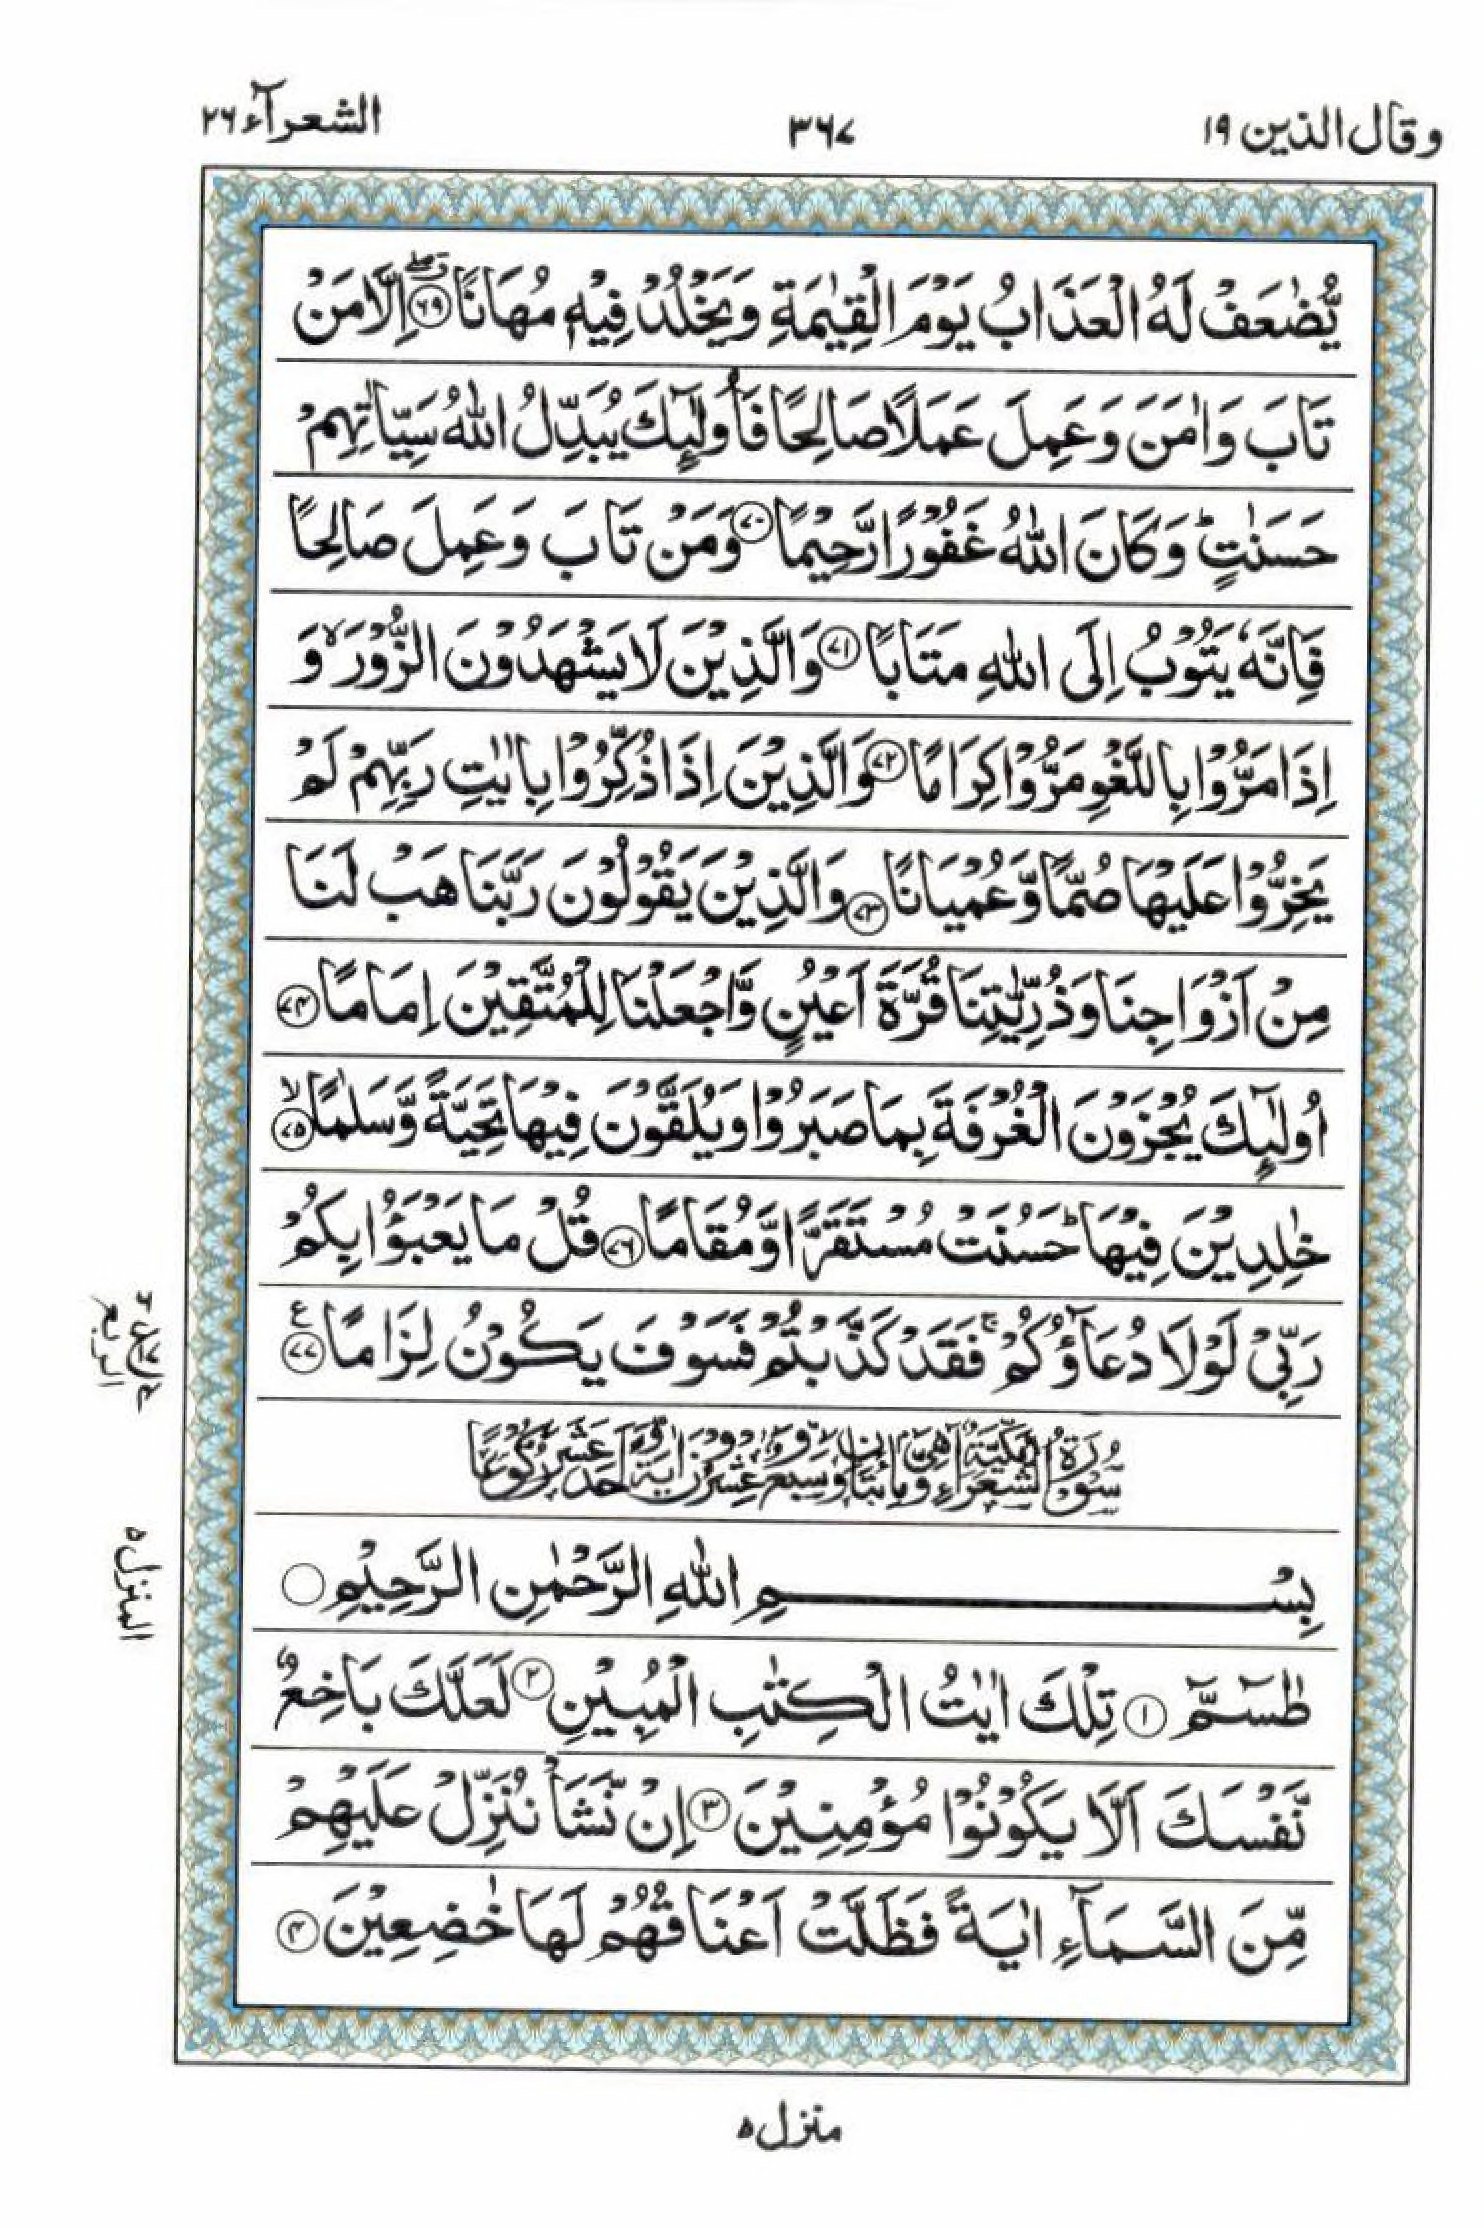 وقال الذين ١٩
٣٦٧
الشعرآء ٢٦
يُّضٰعَفْ لَهُ الْعَذَابُ يَوْمَ الْقِيٰمَةِ وَيَخْلُدْ فِيْهٖ مُهَانًا ۖ ۝٦٩ اِلَّا مَنْ
تَابَ وَاٰمَنَ وَعَمِلَ عَمَلًا صَالِحًا فَاُولٰٓئِكَ يُبَدِّلُ اللّٰهُ سَيِّاٰتِهِمْ
حَسَنٰتٍ ؕ وَكَانَ اللّٰهُ غَفُوْرًا رَّحِيْمًا ۝٧٠ وَمَنْ تَابَ وَعَمِلَ صَالِحًا
فَاِنَّهٗ يَتُوْبُ اِلَى اللّٰهِ مَتَابًا ۝٧١ وَالَّذِيْنَ لَا يَشْهَدُوْنَ الزُّوْرَ ۙ وَ
اِذَا مَرُّوْا بِاللَّغْوِ مَرُّوْا كِرَامًا ۝٧٢ وَالَّذِيْنَ اِذَا ذُكِّرُوْا بِاٰيٰتِ رَبِّهِمْ لَمْ
يَخِرُّوْا عَلَيْهَا صُمًّا وَّعُمْيَانًا ۝٧٣ وَالَّذِيْنَ يَقُوْلُوْنَ رَبَّنَا هَبْ لَنَا
مِنْ اَزْوَاجِنَا وَذُرِّيّٰتِنَا قُرَّةَ اَعْيُنٍ وَّاجْعَلْنَا لِلْمُتَّقِيْنَ اِمَامًا ۝٧٤
اُولٰٓئِكَ يُجْزَوْنَ الْغُرْفَةَ بِمَا صَبَرُوْا وَيُلَقَّوْنَ فِيْهَا تَحِيَّةً وَّسَلٰمًا ۙ ۝٧٥
خٰلِدِيْنَ فِيْهَا ؕ حَسُنَتْ مُسْتَقَرًّا وَّمُقَامًا ۝٧٦ قُلْ مَا يَعْبَؤُا بِكُمْ
رَبِّيْ لَوْلَا دُعَآؤُكُمْ ۚ فَقَدْ كَذَّبْتُمْ فَسَوْفَ يَكُوْنُ لِزَامًا ۝٧٧ ع
سُوْرَةُ الشُّعَرَآءِ مَكِّيَّةٌ وَّهِيَ مِائَتَانِ وَّسَبْعٌ وَّعِشْرُوْنَ اٰيَةً وَّاَحَدَ عَشَرَ رُكُوْعًا
بِسْمِ اللّٰهِ الرَّحْمٰنِ الرَّحِيْمِ ۝
طٰسٓمّٓ ۝١ تِلْكَ اٰيٰتُ الْكِتٰبِ الْمُبِيْنِ ۝٢ لَعَلَّكَ بَاخِعٌ
نَّفْسَكَ اَلَّا يَكُوْنُوْا مُؤْمِنِيْنَ ۝٣ اِنْ نَّشَاْ نُنَزِّلْ عَلَيْهِمْ
مِّنَ السَّمَآءِ اٰيَةً فَظَلَّتْ اَعْنَاقُهُمْ لَهَا خٰضِعِيْنَ ۝٤
الربع
المنزل ٥
منزل ٥